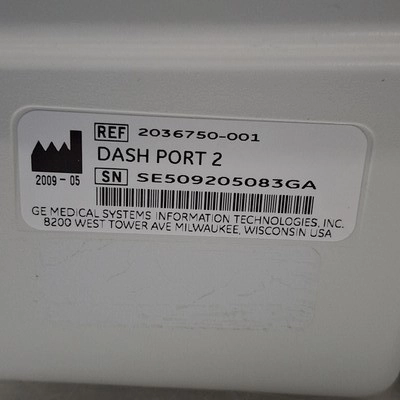 REF 2036750-001
DASH PORT 2
2009-05
SN SE509205083GA
GE MEDICAL SYSTEMS INFORMATION TECHNOLOGIES, INC.
8200 WEST TOWER AVE MILWAUKEE, WISCONSIN USA